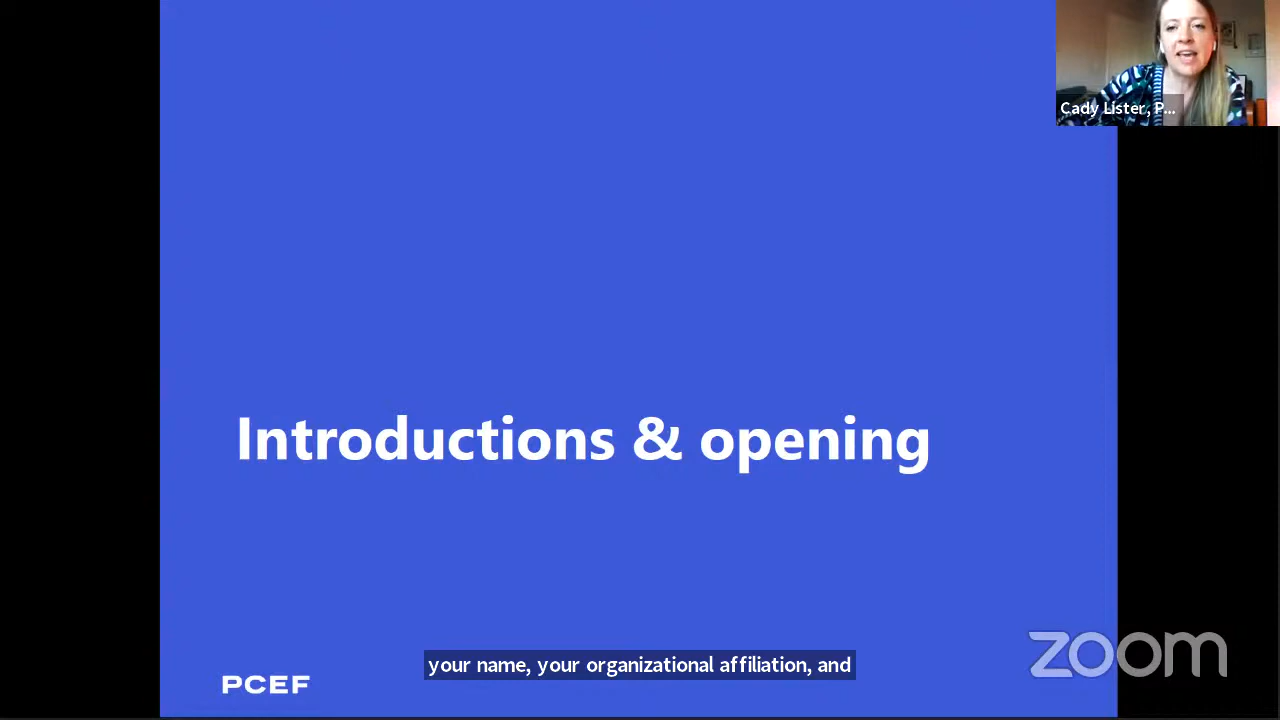 Cady Lister, P...
Introductions & opening
your name, your organizational affiliation, and
PCEF
zoom